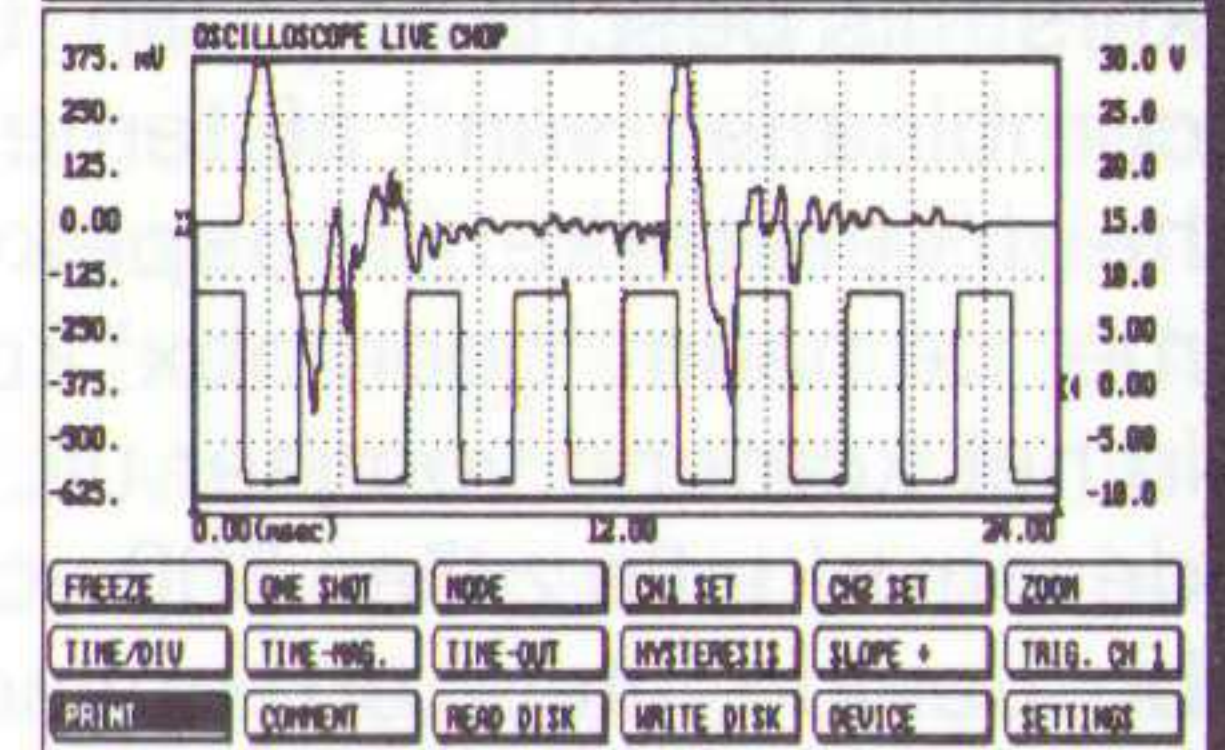 OSCILLOSCOPE LIVE CHOP
375. mV 30.0 V
250. 25.0
125. 20.0
0.00 15.0
-125. 10.0
-250. 5.00
-375. 0.00
-500. -5.00
-625. -10.0
0.00(msec) 12.00 24.00
FREEZE ONE SHOT MODE CH1 SET CH2 SET ZOOM
TIME/DIV TIME-MAG. TIME-OUT HYSTERESIS SLOPE + TRIG. CH 1
PRINT COMMENT READ DISK WRITE DISK DEVICE SETTINGS